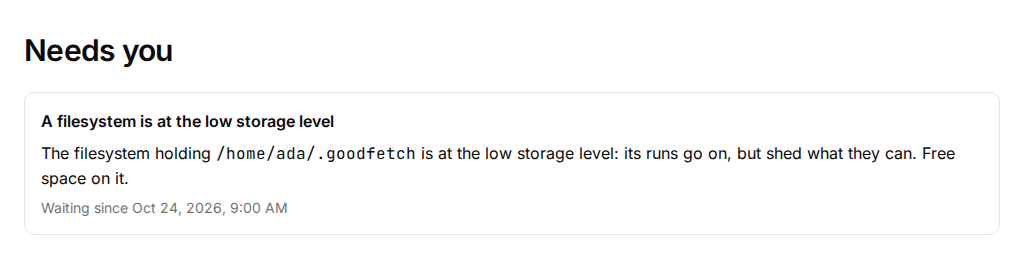 Needs you
A filesystem is at the low storage level
The filesystem holding /home/ada/.goodfetch is at the low storage level: its runs go on, but shed what they can. Free
space on it.
Waiting since Oct 24, 2026, 9:00 AM